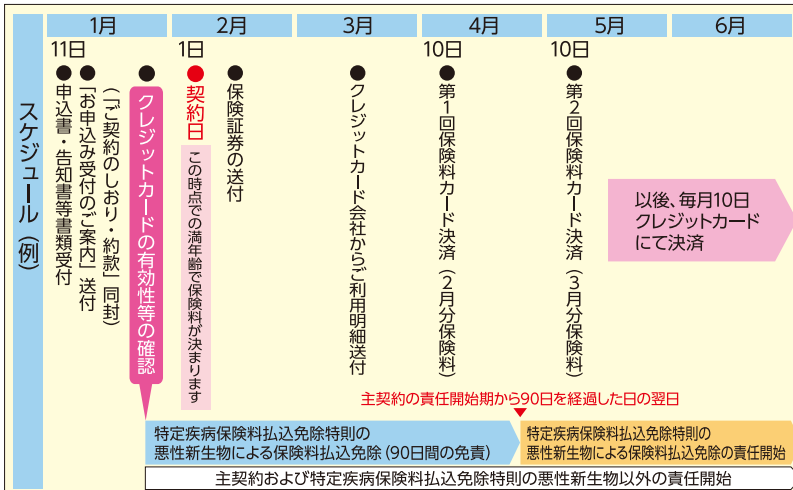 スケジュール（例）
1月
2月
3月
4月
5月
6月
11日
1日
10日
10日
申込書・告知書等書類受付
「お申込み受付のご案内」送付
（「ご契約のしおり・約款」同封）
クレジットカードの有効性等の確認
契約日
この時点での満年齢で保険料が決まります
保険証券の送付
クレジットカード会社からご利用明細送付
第1回保険料カード決済（2月分保険料）
第2回保険料カード決済（3月分保険料）
以後、毎月10日
クレジットカード
にて決済
主契約の責任開始期から90日を経過した日の翌日
特定疾病保険料払込免除特則の
悪性新生物による保険料払込免除（90日間の免責）
特定疾病保険料払込免除特則の
悪性新生物による保険料払込免除の責任開始
主契約および特定疾病保険料払込免除特則の悪性新生物以外の責任開始